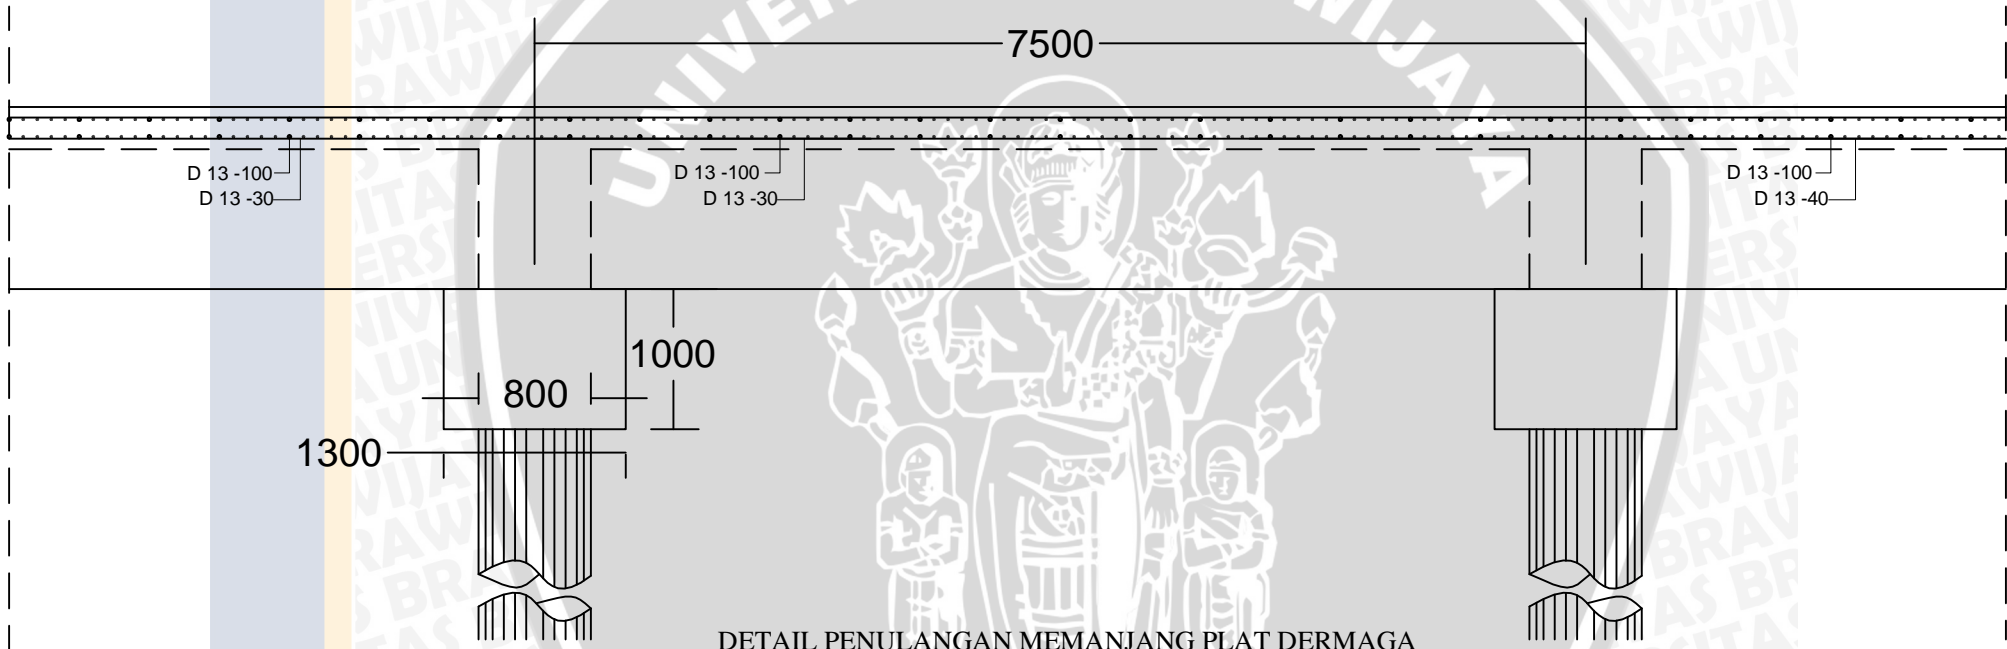 7500
D 13 -100
D 13 -30
D 13 -100
D 13 -30
D 13 -100
D 13 -40
1000
800
1300
DETAIL PENULANGAN MEMANJANG PLAT DERMAGA